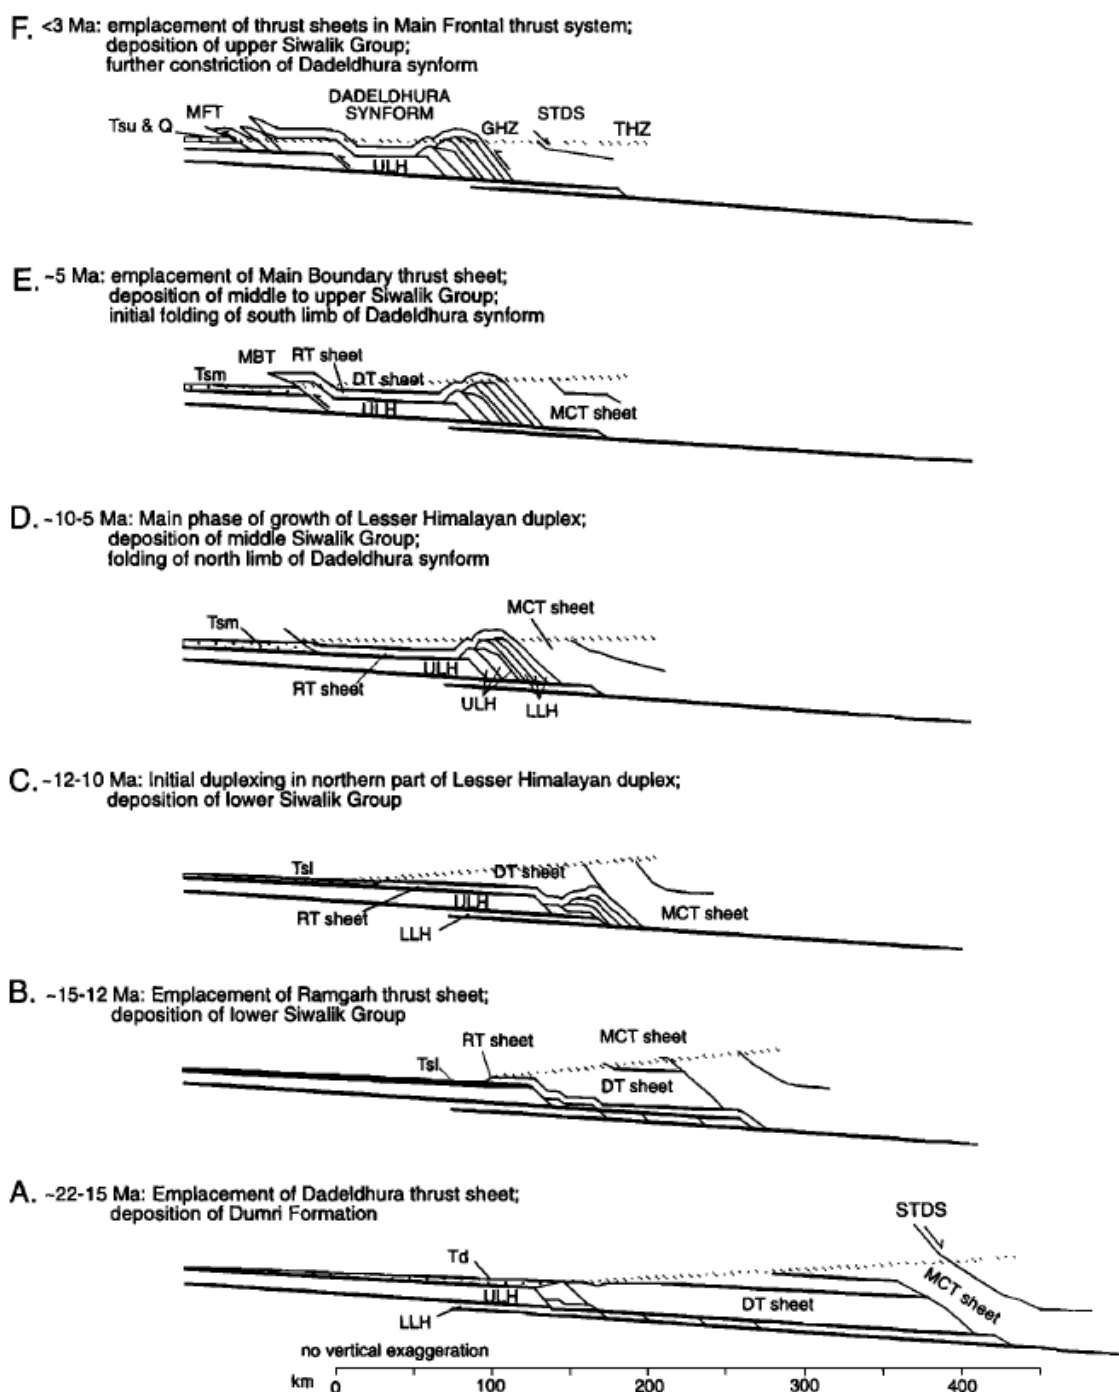 F. <3 Ma: emplacement of thrust sheets in Main Frontal thrust system;
deposition of upper Siwalik Group;
further constriction of Dadeldhura synform
DADELDHURA
SYNFORM
MFT
Tsu & Q
GHZ
STDS
THZ
ULH
E. ~5 Ma: emplacement of Main Boundary thrust sheet;
deposition of middle to upper Siwalik Group;
initial folding of south limb of Dadeldhura synform
MBT
RT sheet
Tsm
DT sheet
ULH
MCT sheet
D. ~10-5 Ma: Main phase of growth of Lesser Himalayan duplex;
deposition of middle Siwalik Group;
folding of north limb of Dadeldhura synform
MCT sheet
Tsm
ULH
RT sheet
ULH
LLH
C. ~12-10 Ma: Initial duplexing in northern part of Lesser Himalayan duplex;
deposition of lower Siwalik Group
Tsl
DT sheet
RT sheet
ULH
MCT sheet
LLH
B. ~15-12 Ma: Emplacement of Ramgarh thrust sheet;
deposition of lower Siwalik Group
RT sheet
MCT sheet
Tsl
DT sheet
A. ~22-15 Ma: Emplacement of Dadeldhura thrust sheet;
deposition of Dumri Formation
STDS
Td
ULH
MCT sheet
DT sheet
LLH
no vertical exaggeration
km 0 100 200 300 400